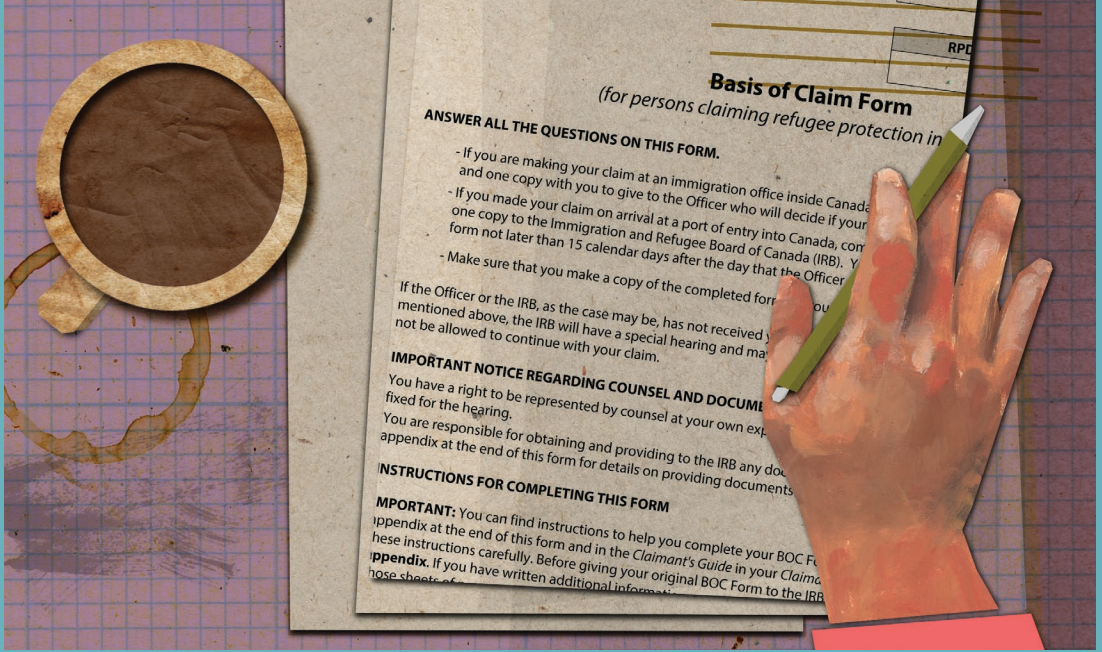 RPD
Basis of Claim Form
(for persons claiming refugee protection in
ANSWER ALL THE QUESTIONS ON THIS FORM.
- If you are making your claim at an immigration office inside Canada
and one copy with you to give to the Officer who will decide if your
- If you made your claim on arrival at a port of entry into Canada, com
one copy to the Immigration and Refugee Board of Canada (IRB). Y
form not later than 15 calendar days after the day that the Officer
- Make sure that you make a copy of the completed form ou
If the Officer or the IRB, as the case may be, has not received y
mentioned above, the IRB will have a special hearing and may
not be allowed to continue with your claim.
IMPORTANT NOTICE REGARDING COUNSEL AND DOCUME
You have a right to be represented by counsel at your own exp
fixed for the hearing.
You are responsible for obtaining and providing to the IRB any doc
appendix at the end of this form for details on providing documents
NSTRUCTIONS FOR COMPLETING THIS FORM
MPORTANT: You can find instructions to help you complete your BOC Fo
ppendix at the end of this form and in the Claimant's Guide in your Claima
hese instructions carefully. Before giving your original BOC Form to the IRB
ppendix. If you have written additional informati
hose sheets of